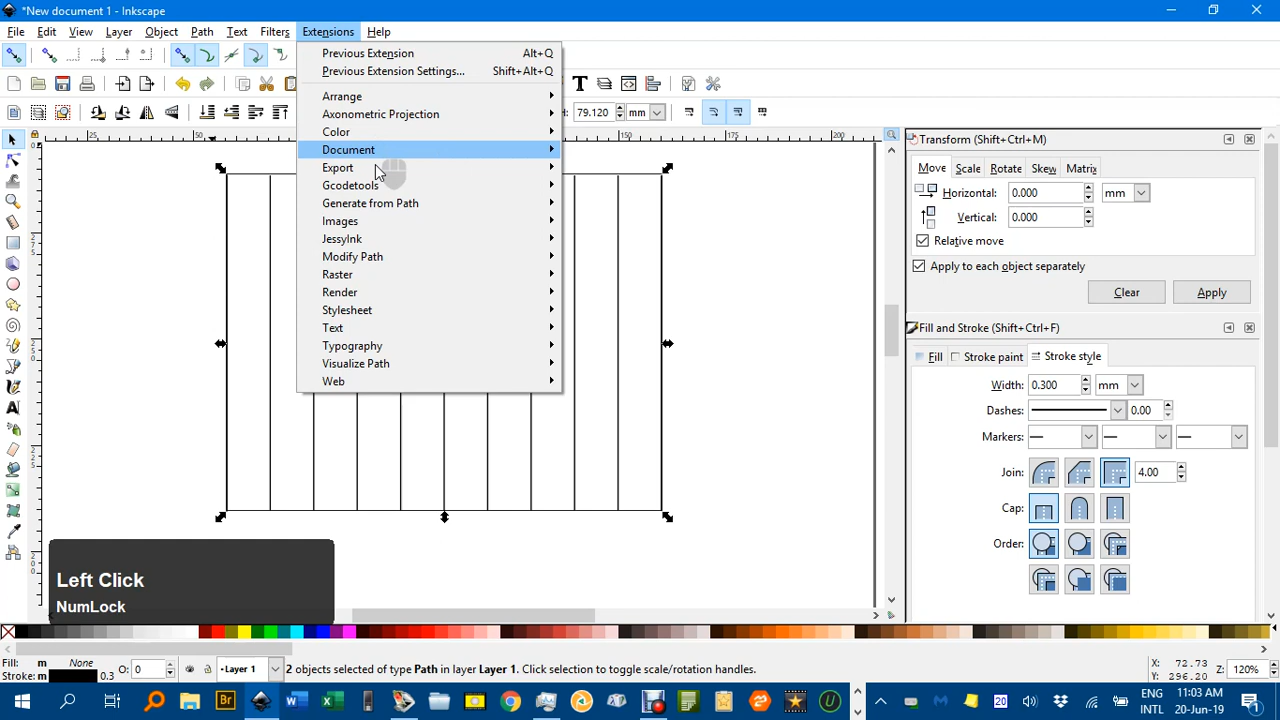 *New document 1 - Inkscape
File Edit View Layer Object Path Text Filters Extensions Help
Previous Extension Alt+Q
Previous Extension Settings... Shift+Alt+Q
Arrange
Axonometric Projection
Color
Document
Export
Gcodetools
Generate from Path
Images
JessyInk
Modify Path
Raster
Render
Stylesheet
Text
Typography
Visualize Path
Web
79.120 mm
25 50 150 175 200
Transform (Shift+Ctrl+M)
Move Scale Rotate Skew Matrix
Horizontal: 0.000 mm
Vertical: 0.000
Relative move
Apply to each object separately
Clear Apply
Fill and Stroke (Shift+Ctrl+F)
Fill Stroke paint Stroke style
Width: 0.300 mm
Dashes: 0.00
Markers:
Join: 4.00
Cap:
Order:
Left Click
NumLock
Fill: m None
Stroke: m 0.3
O: 0
Layer 1
2 objects selected of type Path in layer Layer 1. Click selection to toggle scale/rotation handles.
X: 72.73
Y: 296.20
Z: 120%
ENG
INTL
11:03 AM
20-Jun-19
20